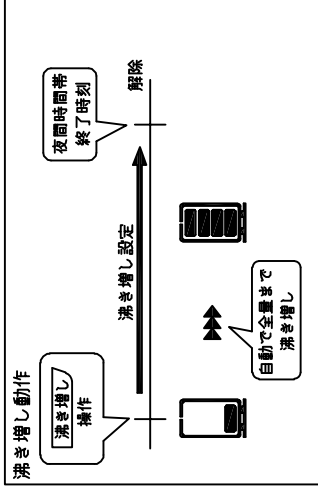 沸き増し動作
沸き増し
操作
夜間時間帯
終了時刻
沸き増し設定
解除
自動で全量まで
沸き増し